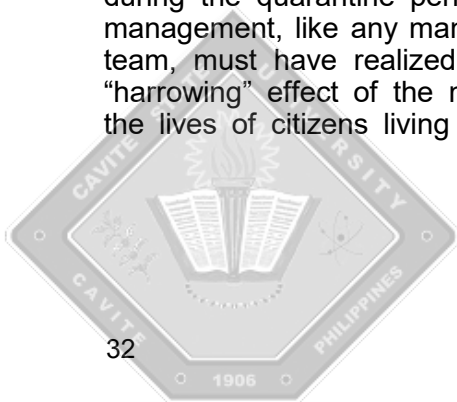 during the quarantine per
management, like any mar
team, must have realized
“harrowing” effect of the r
the lives of citizens living
CAVITE STATE UNIVERSITY
CAVITE
PHILIPPINES
32
1906